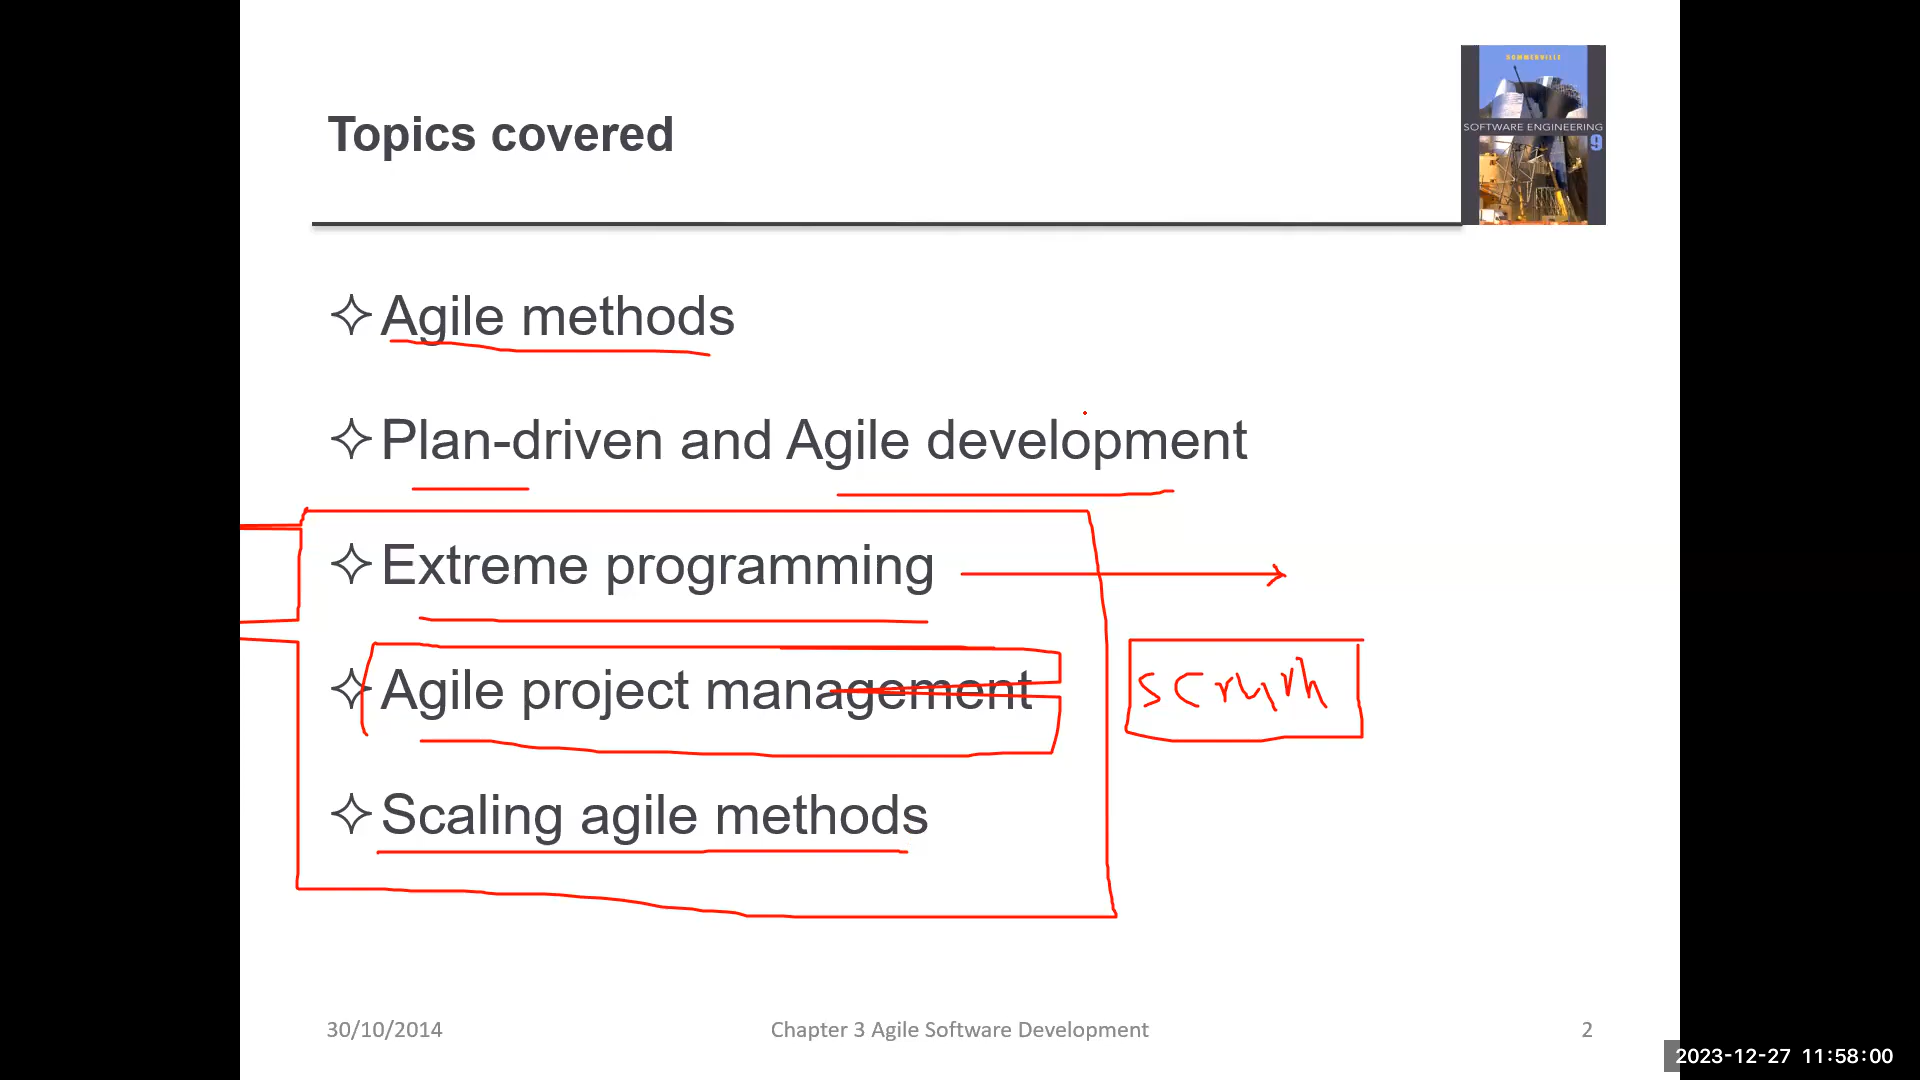 SOMMERVILLE
SOFTWARE ENGINEERING
9
Topics covered
Agile methods
Plan-driven and Agile development
Extreme programming
Agile project management
scrum
Scaling agile methods
30/10/2014
Chapter 3 Agile Software Development
2
2023-12-27 11:58:00